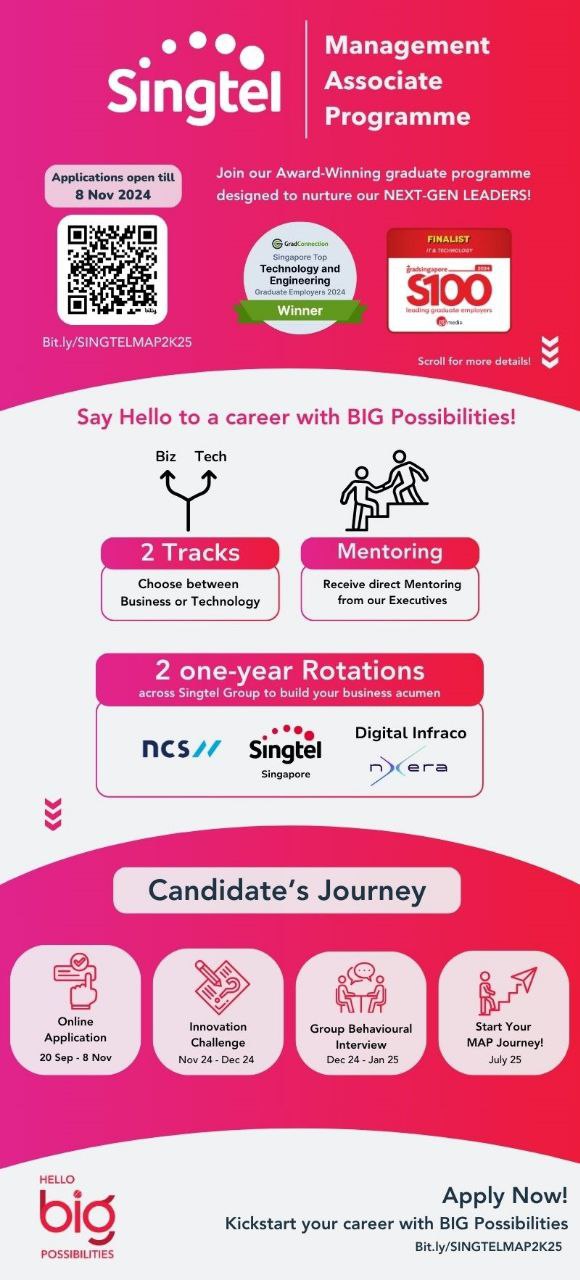 Singtel
Management
Associate
Programme
Applications open till
8 Nov 2024
Join our Award-Winning graduate programme
designed to nurture our NEXT-GEN LEADERS!
bitly
Bit.ly/SINGTELMAP2K25
GradConnection
Singapore Top
Technology and
Engineering
Graduate Employers 2024
Winner
FINALIST
IT & TECHNOLOGY
gradsingapore 2024
S100
leading graduate employers
media
Scroll for more details!
Say Hello to a career with BIG Possibilities!
Biz Tech
2 Tracks
Choose between
Business or Technology
Mentoring
Receive direct Mentoring
from our Executives
2 one-year Rotations
across Singtel Group to build your business acumen
ncs
Singtel
Singapore
Digital Infraco
nxera
Candidate's Journey
Online
Application
20 Sep - 8 Nov
Innovation
Challenge
Nov 24 - Dec 24
Group Behavioural
Interview
Dec 24 - Jan 25
Start Your
MAP Journey!
July 25
HELLO
big
POSSIBILITIES
Apply Now!
Kickstart your career with BIG Possibilities
Bit.ly/SINGTELMAP2K25